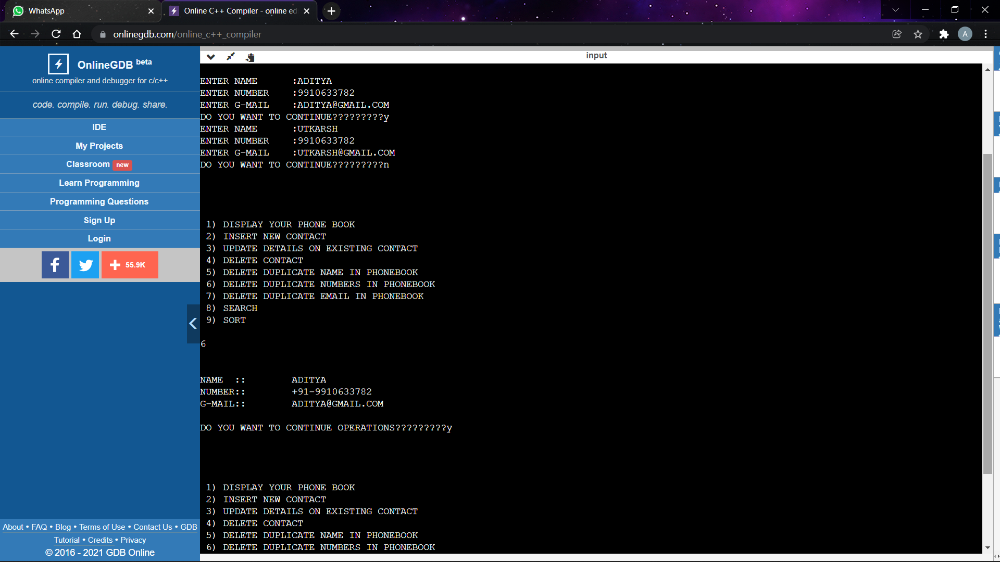 WhatsApp
Online C++ Compiler - online ed
onlinegdb.com/online_c++_compiler
A
OnlineGDB beta
online compiler and debugger for c/c++
code. compile. run. debug. share.
IDE
My Projects
Classroom new
Learn Programming
Programming Questions
Sign Up
Login
55.9K
About • FAQ • Blog • Terms of Use • Contact Us • GDB
Tutorial • Credits • Privacy
© 2016 - 2021 GDB Online
input
ENTER NAME :ADITYA
ENTER NUMBER :9910633782
ENTER G-MAIL :ADITYA@GMAIL.COM
DO YOU WANT TO CONTINUE?????????y
ENTER NAME :UTKARSH
ENTER NUMBER :9910633782
ENTER G-MAIL :UTKARSH@GMAIL.COM
DO YOU WANT TO CONTINUE?????????n
1) DISPLAY YOUR PHONE BOOK
2) INSERT NEW CONTACT
3) UPDATE DETAILS ON EXISTING CONTACT
4) DELETE CONTACT
5) DELETE DUPLICATE NAME IN PHONEBOOK
6) DELETE DUPLICATE NUMBERS IN PHONEBOOK
7) DELETE DUPLICATE EMAIL IN PHONEBOOK
8) SEARCH
9) SORT
6
NAME :: ADITYA
NUMBER:: +91-9910633782
G-MAIL:: ADITYA@GMAIL.COM
DO YOU WANT TO CONTINUE OPERATIONS?????????y
1) DISPLAY YOUR PHONE BOOK
2) INSERT NEW CONTACT
3) UPDATE DETAILS ON EXISTING CONTACT
4) DELETE CONTACT
5) DELETE DUPLICATE NAME IN PHONEBOOK
6) DELETE DUPLICATE NUMBERS IN PHONEBOOK